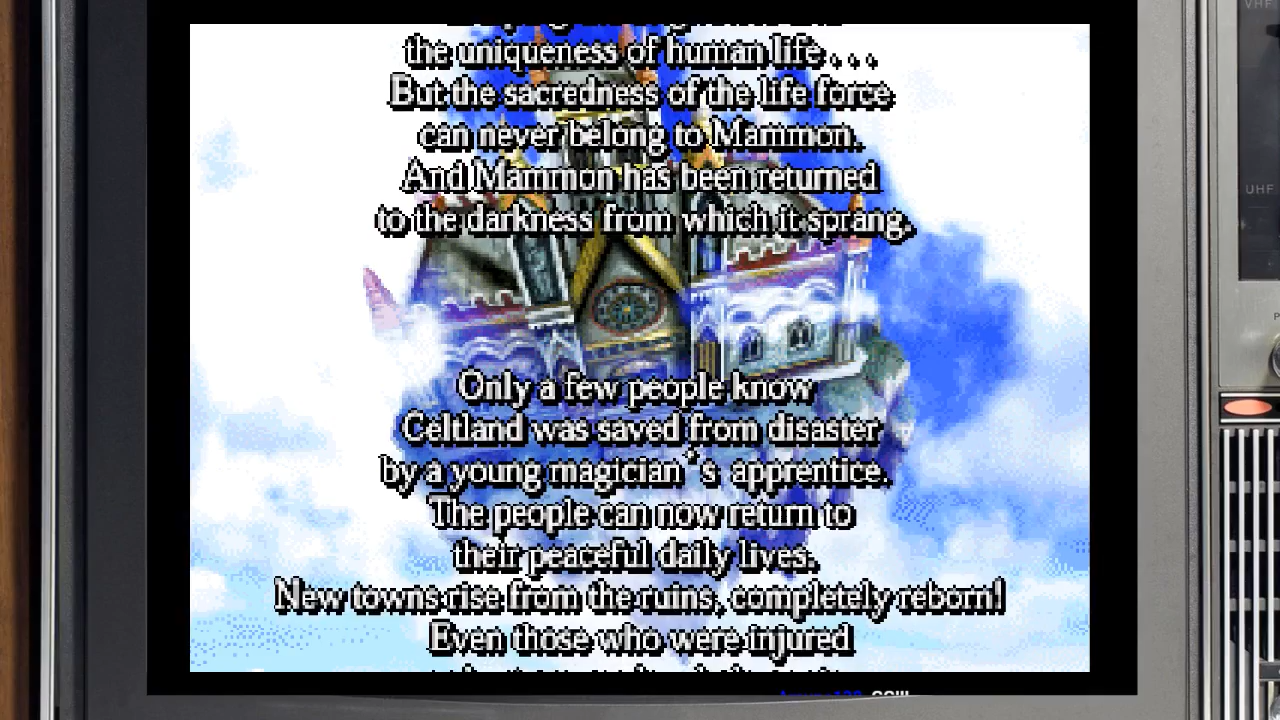 the uniqueness of human life...
But the sacredness of the life force
can never belong to Mammon.
And Mammon has been returned
to the darkness from which it sprang.
Only a few people know
Celtland was saved from disaster
by a young magician's apprentice.
The people can now return to
their peaceful daily lives.
New towns rise from the ruins, completely reborn!
Even those who were injured
VHF
UHF